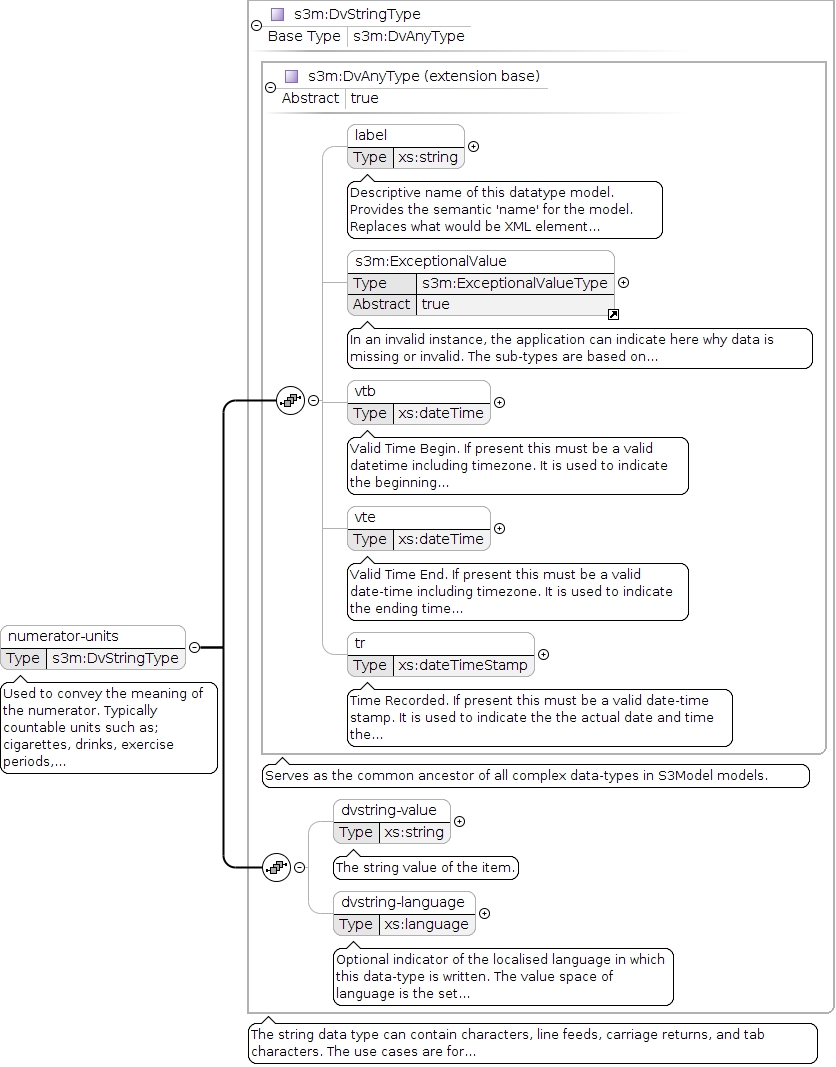 s3m:DvStringType
Base Type s3m:DvAnyType
s3m:DvAnyType (extension base)
Abstract true
label
Type xs:string
Descriptive name of this datatype model.
Provides the semantic 'name' for the model.
Replaces what would be XML element...
s3m:ExceptionalValue
Type s3m:ExceptionalValueType
Abstract true
In an invalid instance, the application can indicate here why data is
missing or invalid. The sub-types are based on...
vtb
Type xs:dateTime
Valid Time Begin. If present this must be a valid
datetime including timezone. It is used to indicate
the beginning...
vte
Type xs:dateTime
Valid Time End. If present this must be a valid
date-time including timezone. It is used to indicate
the ending time...
numerator-units
Type s3m:DvStringType
Used to convey the meaning of
the numerator. Typically
countable units such as;
cigarettes, drinks, exercise
periods,...
tr
Type xs:dateTimeStamp
Time Recorded. If present this must be a valid date-time
stamp. It is used to indicate the the actual date and time
the...
Serves as the common ancestor of all complex data-types in S3Model models.
dvstring-value
Type xs:string
The string value of the item.
dvstring-language
Type xs:language
Optional indicator of the localised language in which
this data-type is written. The value space of
language is the set...
The string data type can contain characters, line feeds, carriage returns, and tab
characters. The use cases are for...